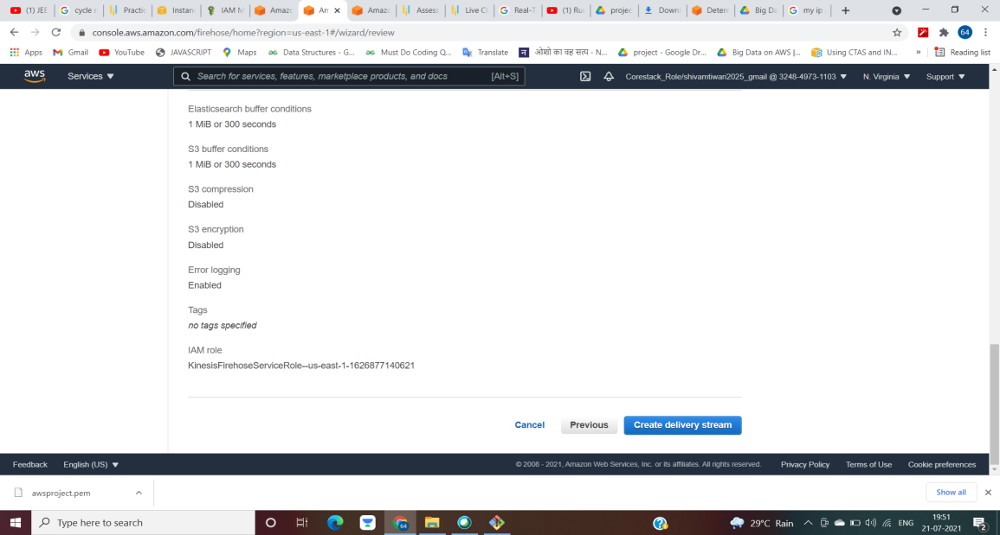 (1) JEE
cycle r
Practic
Instan
IAM M
Amazo
An
Amazo
Assess
Live Cl
Real-T
(1) Ru
projec
Downl
Deterr
Big Da
my ip
console.aws.amazon.com/firehose/home?region=us-east-1#/wizard/review
64
Apps
Gmail
YouTube
JAVASCRIPT
Maps
Data Structures - G...
Must Do Coding Q...
Translate
ओशो का वह सत्य - N...
project - Google Dr...
Big Data on AWS |...
Using CTAS and IN...
»
Reading list
aws
Services
Search for services, features, marketplace products, and docs
[Alt+S]
Corestack_Role/shivamtiwari2025_gmail @ 3248-4973-1103
N. Virginia
Support
Elasticsearch buffer conditions
1 MiB or 300 seconds
S3 buffer conditions
1 MiB or 300 seconds
S3 compression
Disabled
S3 encryption
Disabled
Error logging
Enabled
Tags
no tags specified
IAM role
KinesisFirehoseServiceRole--us-east-1-1626877140621
Cancel
Previous
Create delivery stream
Feedback
English (US)
© 2008 - 2021, Amazon Web Services, Inc. or its affiliates. All rights reserved.
Privacy Policy
Terms of Use
Cookie preferences
awsproject.pem
Show all
Type here to search
64
29°C Rain
ENG
19:51
21-07-2021
2